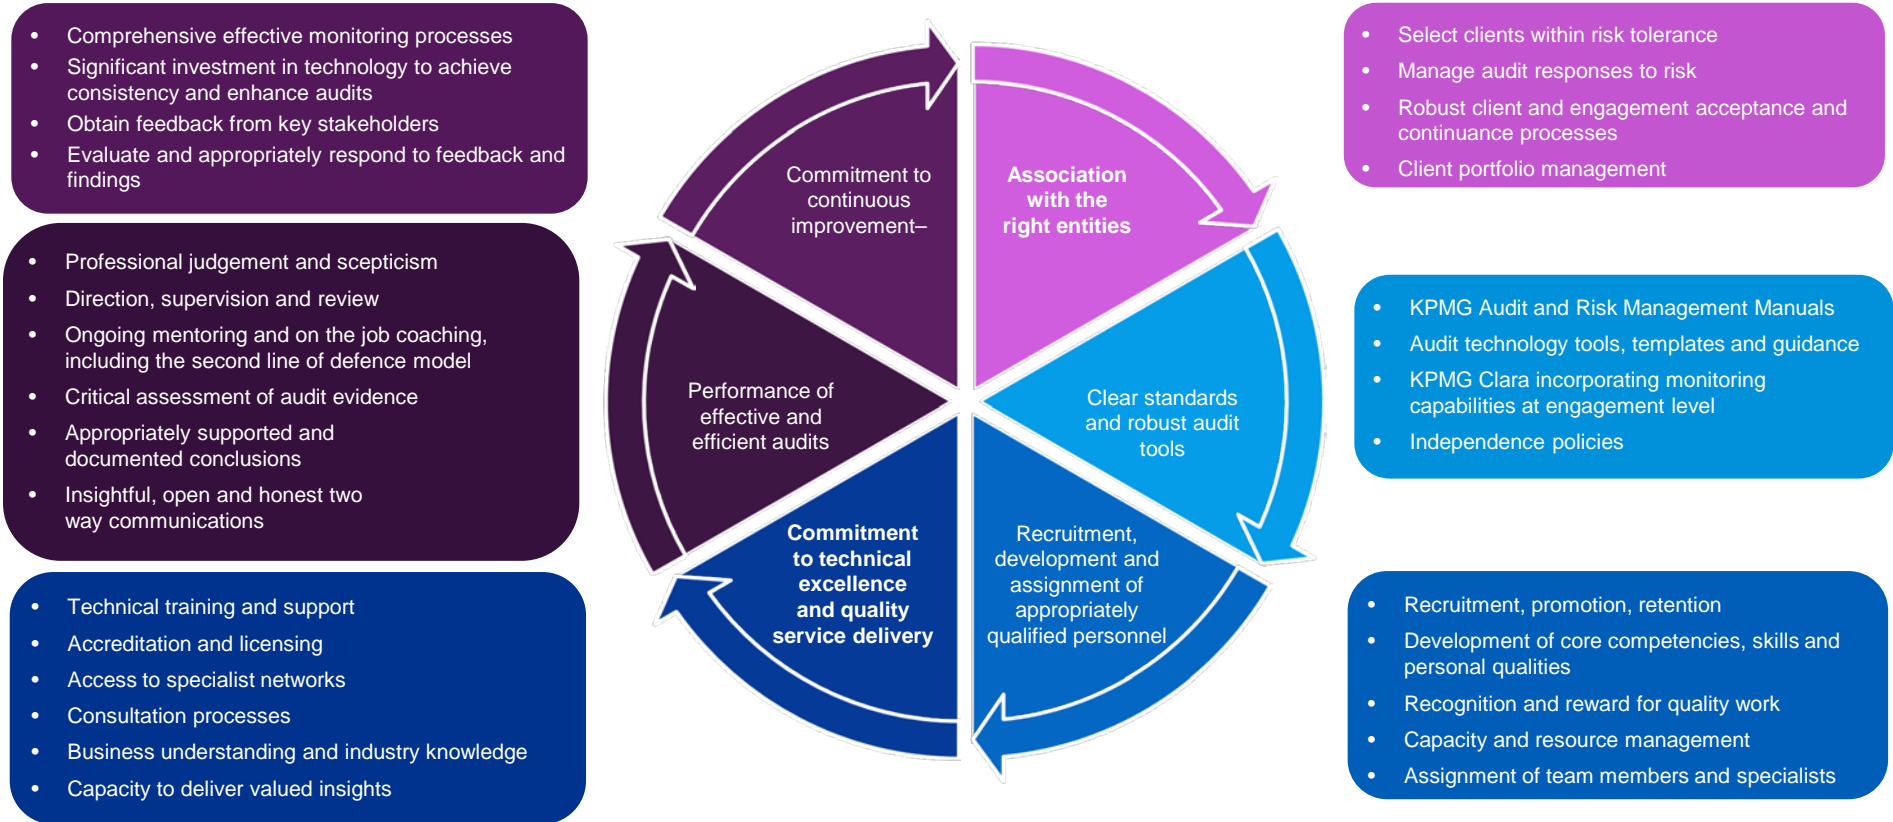 • Comprehensive effective monitoring processes
• Significant investment in technology to achieve
consistency and enhance audits
• Obtain feedback from key stakeholders
• Evaluate and appropriately respond to feedback and
findings
• Professional judgement and scepticism
• Direction, supervision and review
• Ongoing mentoring and on the job coaching,
including the second line of defence model
• Critical assessment of audit evidence
• Appropriately supported and
documented conclusions
• Insightful, open and honest two
way communications
• Technical training and support
• Accreditation and licensing
• Access to specialist networks
• Consultation processes
• Business understanding and industry knowledge
• Capacity to deliver valued insights
Commitment to
continuous
improvement–
Association
with the
right entities
Performance of
effective and
efficient audits
Clear standards
and robust audit
tools
Commitment
to technical
excellence
and quality
service delivery
Recruitment,
development and
assignment of
appropriately
qualified personnel
• Select clients within risk tolerance
• Manage audit responses to risk
• Robust client and engagement acceptance and
continuance processes
• Client portfolio management
• KPMG Audit and Risk Management Manuals
• Audit technology tools, templates and guidance
• KPMG Clara incorporating monitoring
capabilities at engagement level
• Independence policies
• Recruitment, promotion, retention
• Development of core competencies, skills and
personal qualities
• Recognition and reward for quality work
• Capacity and resource management
• Assignment of team members and specialists